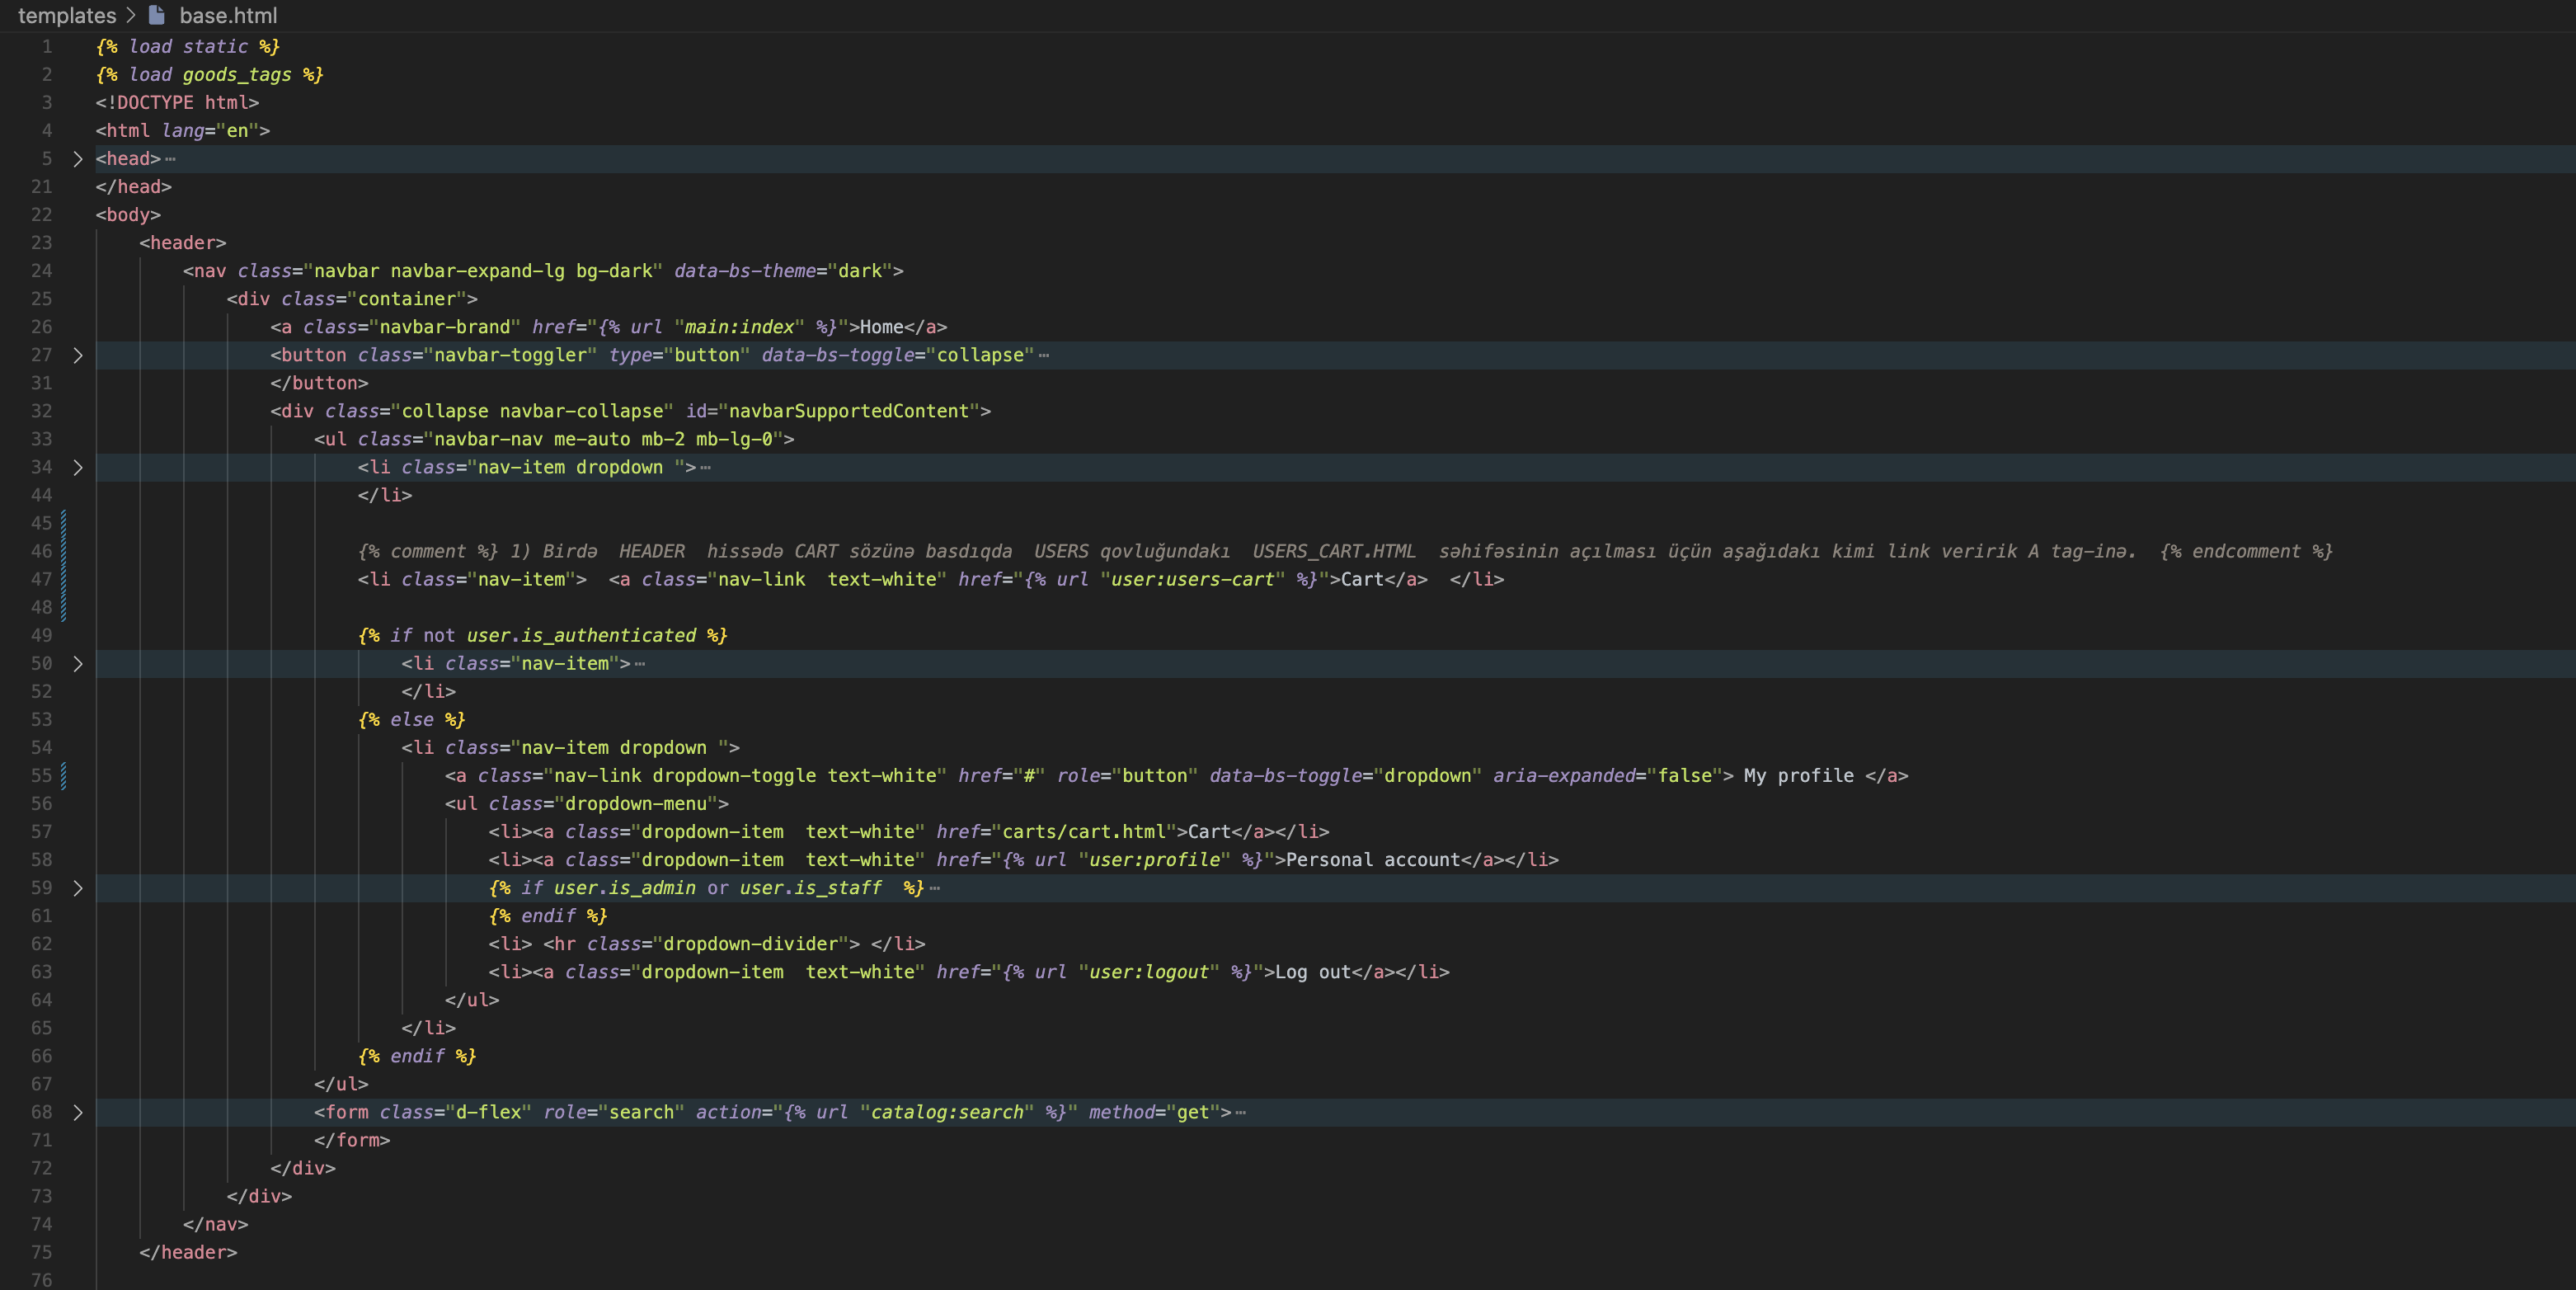 templates > base.html
1 {% load static %}
2 {% load goods_tags %}
3 <!DOCTYPE html>
4 <html lang="en">
5 <head>⋯
21 </head>
22 <body>
23 <header>
24 <nav class="navbar navbar-expand-lg bg-dark" data-bs-theme="dark">
25 <div class="container">
26 <a class="navbar-brand" href="{% url "main:index" %}">Home</a>
27 <button class="navbar-toggler" type="button" data-bs-toggle="collapse"⋯
31 </button>
32 <div class="collapse navbar-collapse" id="navbarSupportedContent">
33 <ul class="navbar-nav me-auto mb-2 mb-lg-0">
34 <li class="nav-item dropdown ">⋯
44 </li>
45
46 {% comment %} 1) Birdə  HEADER  hissədə CART sözünə basdıqda  USERS qovluğundakı  USERS_CART.HTML  səhifəsinin açılması üçün aşağıdakı kimi link veririk A tag-inə.  {% endcomment %}
47 <li class="nav-item">  <a class="nav-link  text-white" href="{% url "user:users-cart" %}">Cart</a>  </li>
48
49 {% if not user.is_authenticated %}
50 <li class="nav-item">⋯
52 </li>
53 {% else %}
54 <li class="nav-item dropdown ">
55 <a class="nav-link dropdown-toggle text-white" href="#" role="button" data-bs-toggle="dropdown" aria-expanded="false"> My profile </a>
56 <ul class="dropdown-menu">
57 <li><a class="dropdown-item  text-white" href="carts/cart.html">Cart</a></li>
58 <li><a class="dropdown-item  text-white" href="{% url "user:profile" %}">Personal account</a></li>
59 {% if user.is_admin or user.is_staff  %}⋯
61 {% endif %}
62 <li> <hr class="dropdown-divider"> </li>
63 <li><a class="dropdown-item  text-white" href="{% url "user:logout" %}">Log out</a></li>
64 </ul>
65 </li>
66 {% endif %}
67 </ul>
68 <form class="d-flex" role="search" action="{% url "catalog:search" %}" method="get">⋯
71 </form>
72 </div>
73 </div>
74 </nav>
75 </header>
76